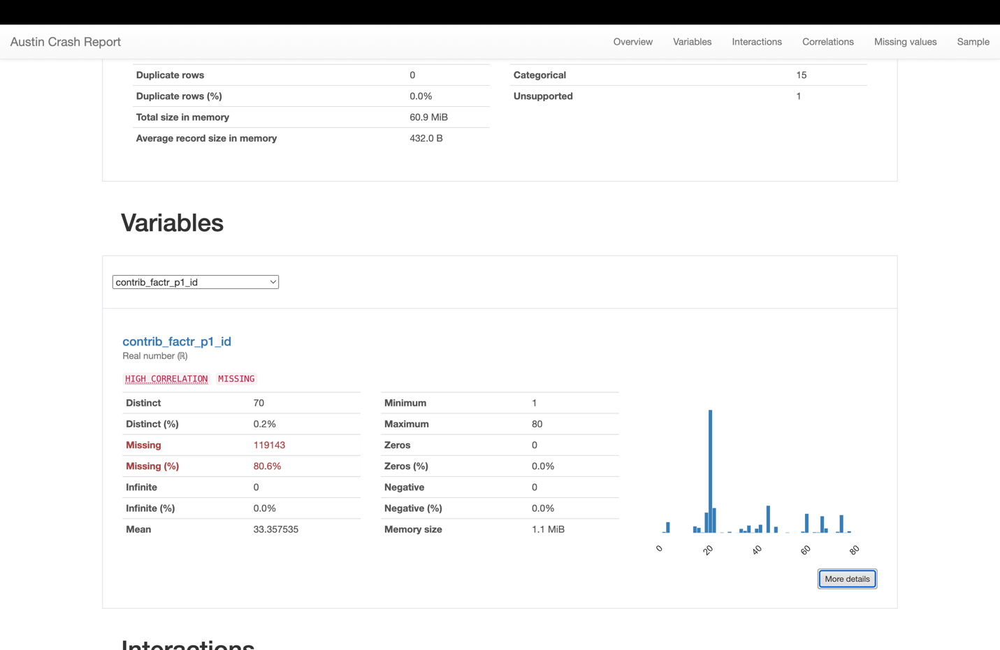 Austin Crash Report
Overview Variables Interactions Correlations Missing values Sample
Duplicate rows 0
Duplicate rows (%) 0.0%
Total size in memory 60.9 MiB
Average record size in memory 432.0 B
Categorical 15
Unsupported 1
Variables
contrib_factr_p1_id
contrib_factr_p1_id
Real number (ℝ)
HIGH CORRELATION MISSING
Distinct 70
Distinct (%) 0.2%
Missing 119143
Missing (%) 80.6%
Infinite 0
Infinite (%) 0.0%
Mean 33.357535
Minimum 1
Maximum 80
Zeros 0
Zeros (%) 0.0%
Negative 0
Negative (%) 0.0%
Memory size 1.1 MiB
0 20 40 60 80
More details
Interactions